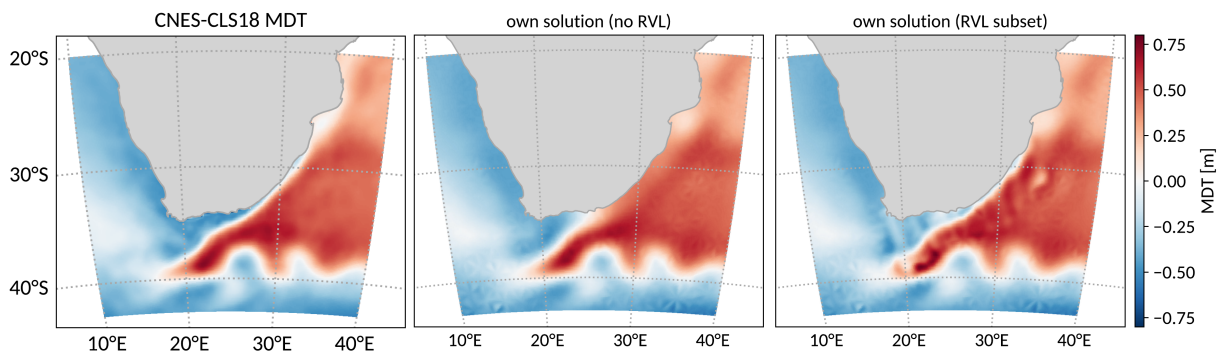 CNES-CLS18 MDT
own solution (no RVL)
own solution (RVL subset)
20°S
30°S
40°S
10°E 20°E 30°E 40°E
10°E 20°E 30°E 40°E
10°E 20°E 30°E 40°E
0.75
0.50
0.25
0.00
−0.25
−0.50
−0.75
MDT [m]